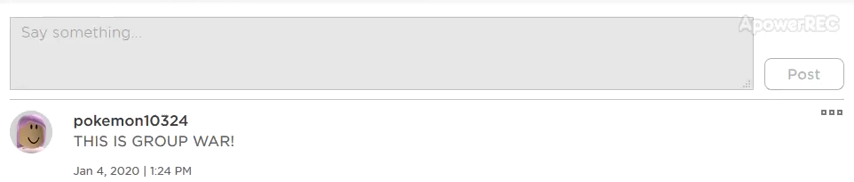 ApowerREC
Say something...
Post
pokemon10324
THIS IS GROUP WAR!
Jan 4, 2020 | 1:24 PM